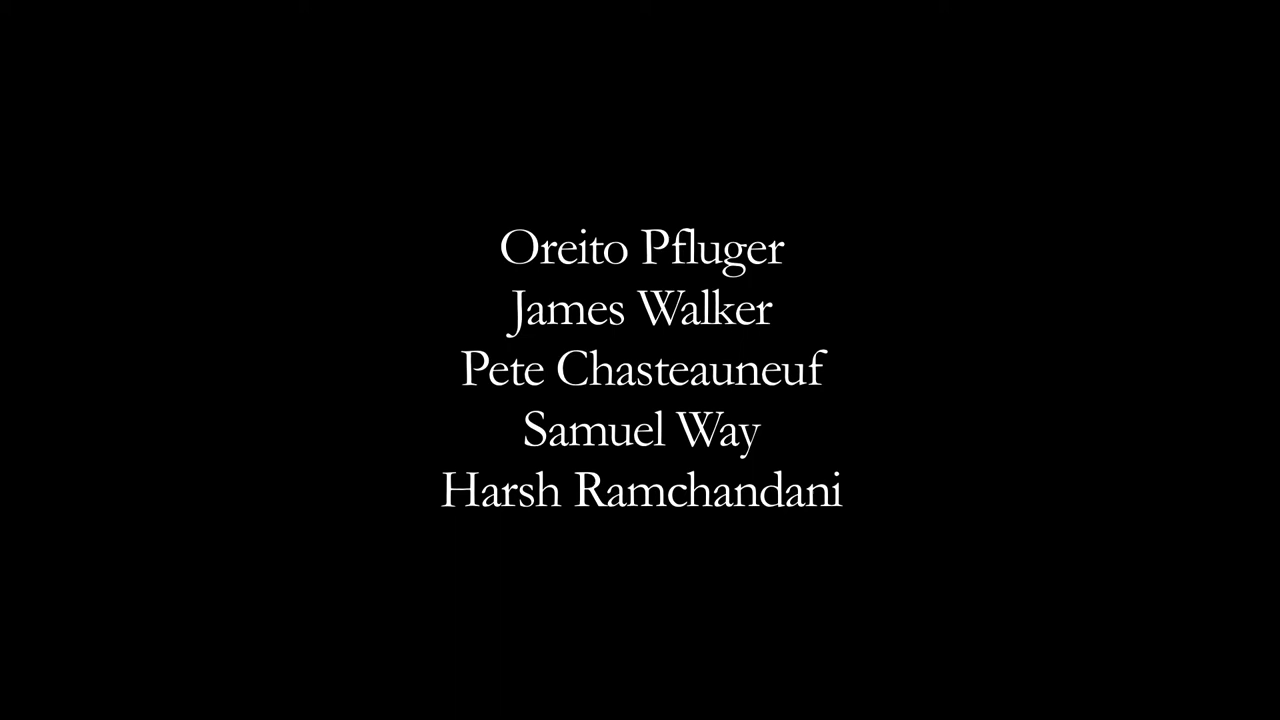 Oreito Pfluger
James Walker
Pete Chasteauneuf
Samuel Way
Harsh Ramchandani